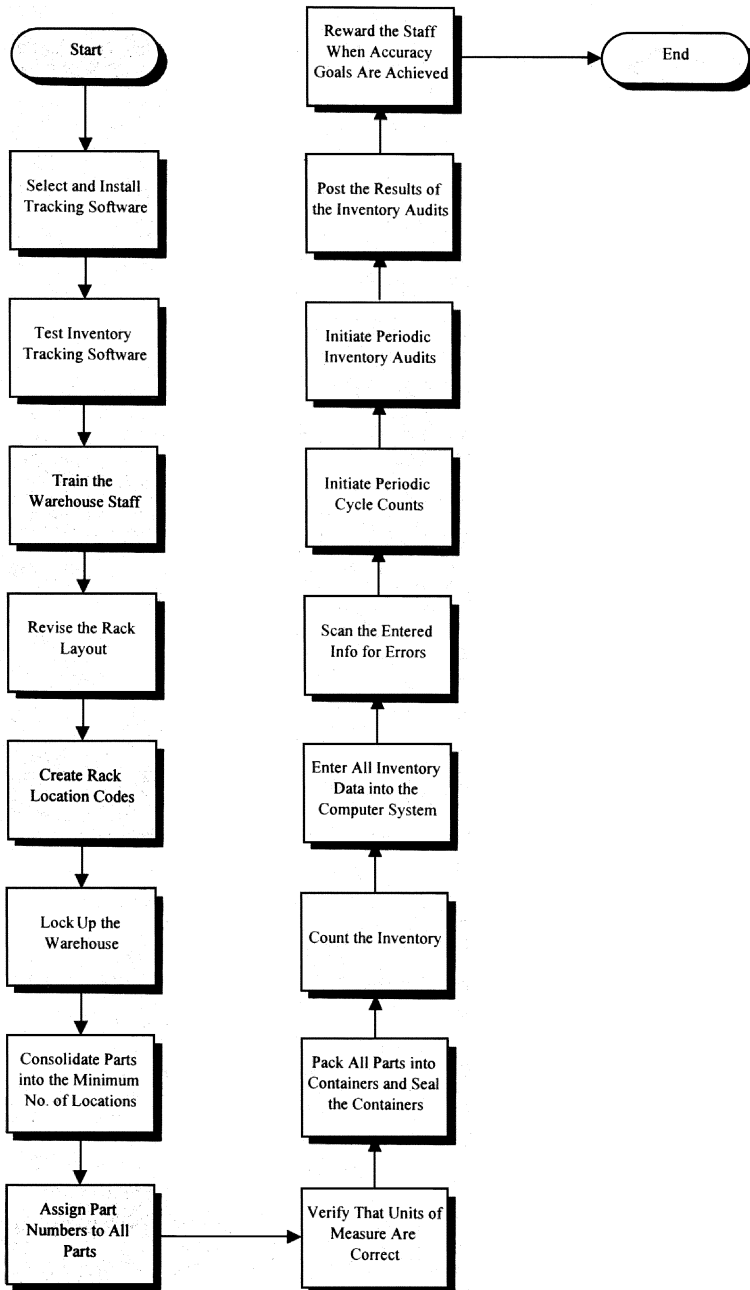 Start
Select and Install
Tracking Software
Test Inventory
Tracking Software
Train the
Warehouse Staff
Revise the Rack
Layout
Create Rack
Location Codes
Lock Up the
Warehouse
Consolidate Parts
into the Minimum
No. of Locations
Assign Part
Numbers to All
Parts
Verify That Units of
Measure Are
Correct
Pack All Parts into
Containers and Seal
the Containers
Count the Inventory
Enter All Inventory
Data into the
Computer System
Scan the Entered
Info for Errors
Initiate Periodic
Cycle Counts
Initiate Periodic
Inventory Audits
Post the Results of
the Inventory Audits
Reward the Staff
When Accuracy
Goals Are Achieved
End